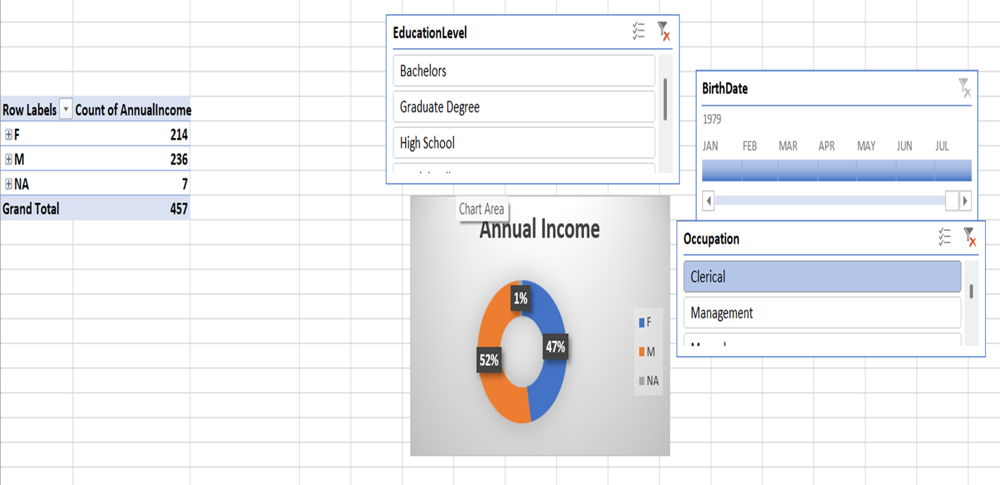 Row Labels Count of AnnualIncome
F 214
M 236
NA 7
Grand Total 457
EducationLevel
Bachelors
Graduate Degree
High School
BirthDate
1979
JAN FEB MAR APR MAY JUN JUL
Chart Area
Annual Income
1%
47%
52%
F
M
NA
Occupation
Clerical
Management